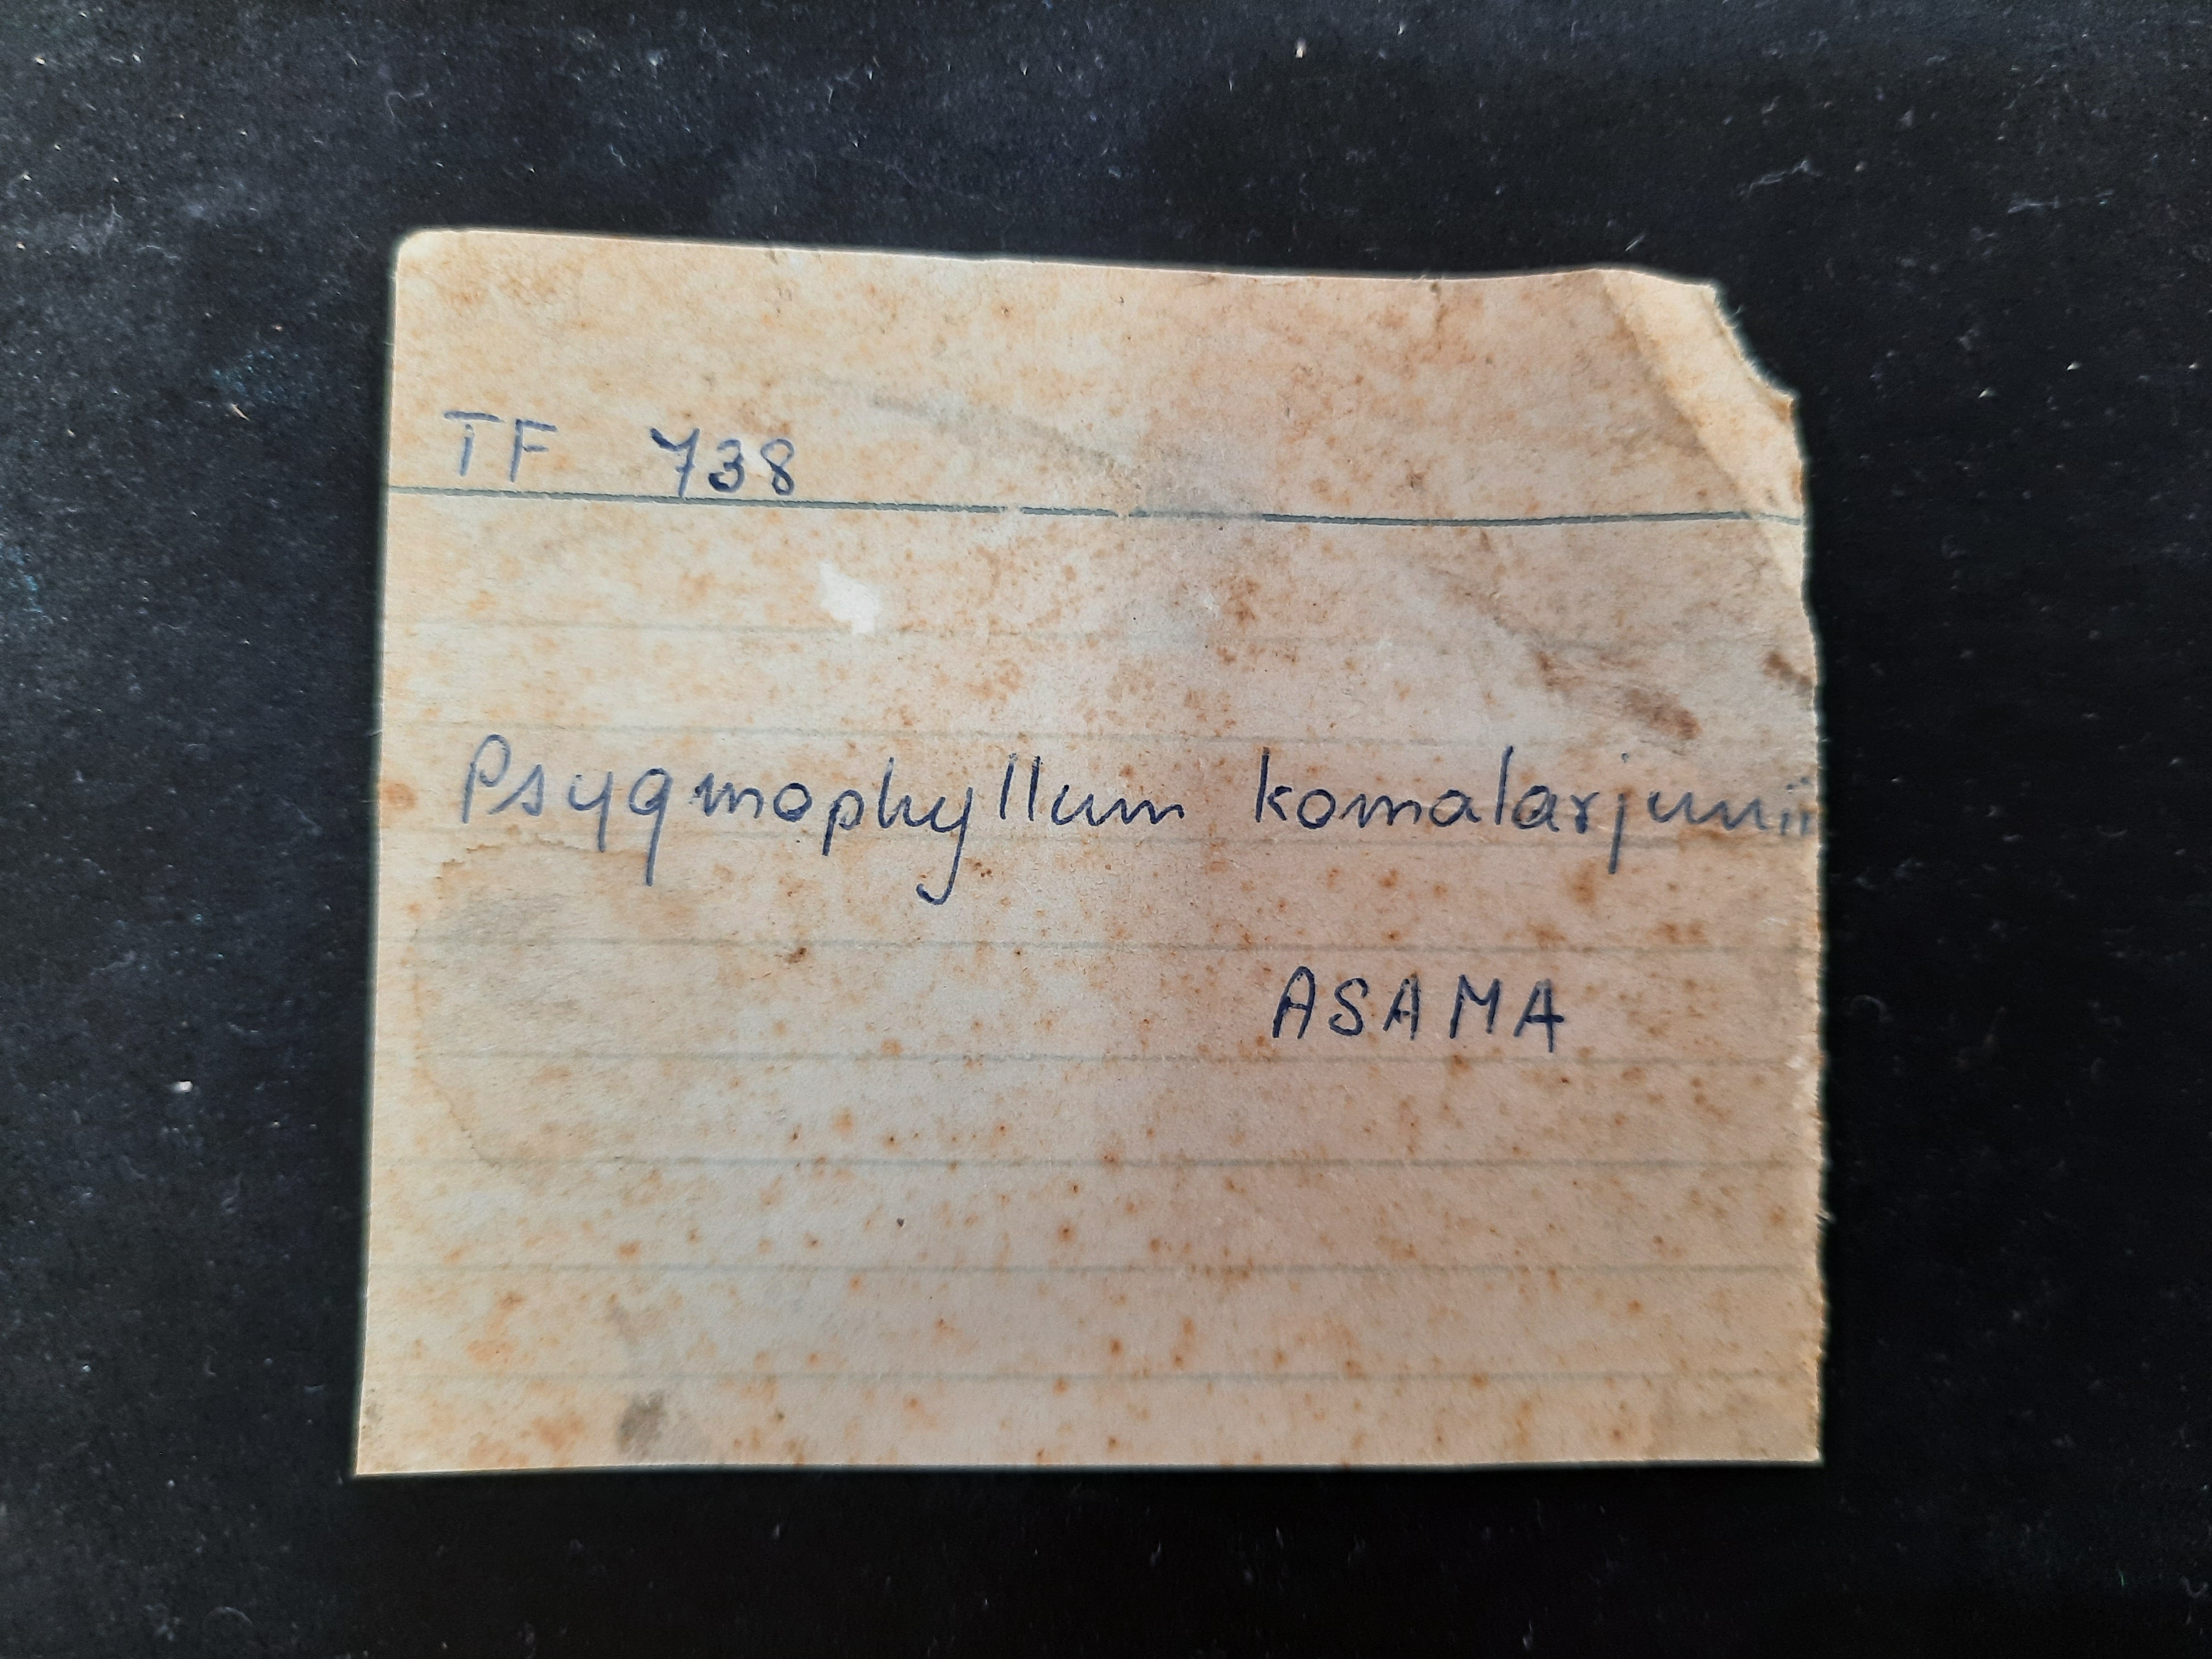 TF 738
Psygmophyllum komalarjunii
ASAMA